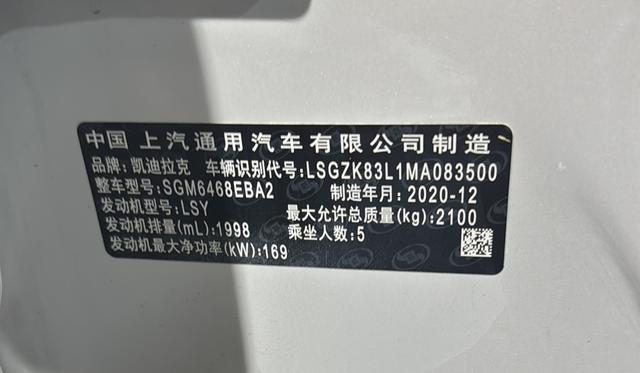 中国 上汽通用汽车有限公司制造
品牌: 凯迪拉克 车辆识别代号: LSGZK83L1MA083500
整车型号: SGM6468EBA2 制造年月: 2020-12
发动机型号: LSY 最大允许总质量(kg): 2100
发动机排量(mL): 1998 乘坐人数: 5
发动机最大净功率(kW): 169